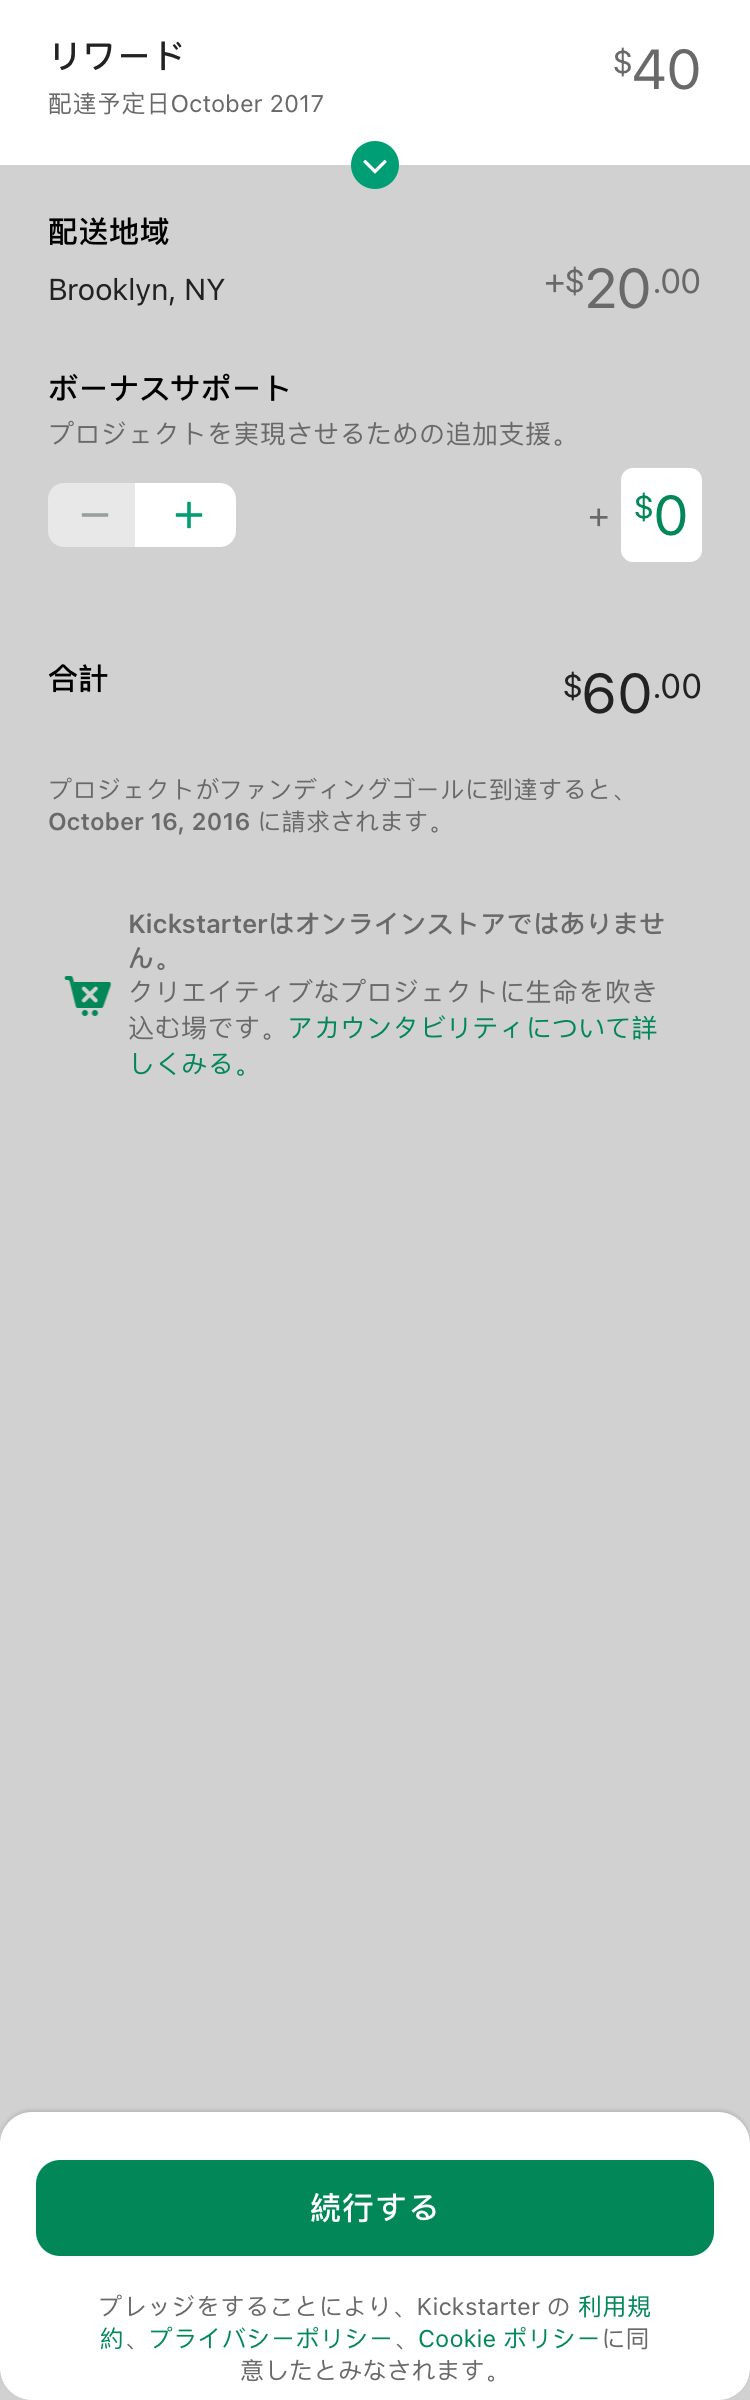 リワード
$40
配達予定日October 2017
配送地域
Brooklyn, NY
+$20.00
ボーナスサポート
プロジェクトを実現させるための追加支援。
− +
+ $0
合計
$60.00
プロジェクトがファンディングゴールに到達すると、
October 16, 2016 に請求されます。
Kickstarterはオンラインストアではありませ
ん。
クリエイティブなプロジェクトに生命を吹き
込む場です。アカウンタビリティについて詳
しくみる。
続行する
プレッジをすることにより、Kickstarter の 利用規
約、プライバシーポリシー、Cookie ポリシーに同
意したとみなされます。